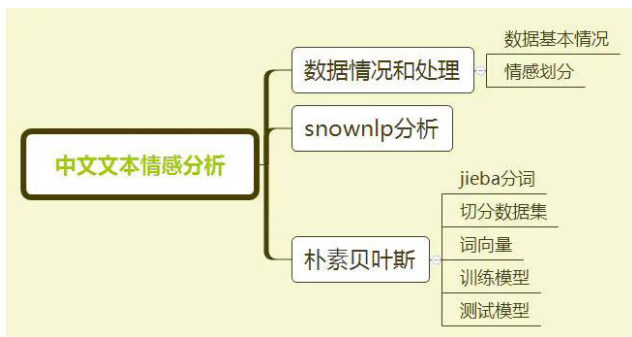 中文文本情感分析
数据情况和处理
数据基本情况
情感划分
snownlp分析
朴素贝叶斯
jieba分词
切分数据集
词向量
训练模型
测试模型